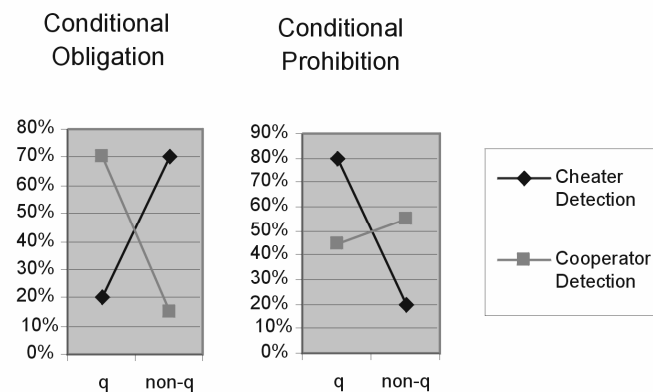 Conditional
Obligation
80%
70%
60%
50%
40%
30%
20%
10%
0%
q non-q
Conditional
Prohibition
90%
80%
70%
60%
50%
40%
30%
20%
10%
0%
q non-q
Cheater
Detection
Cooperator
Detection